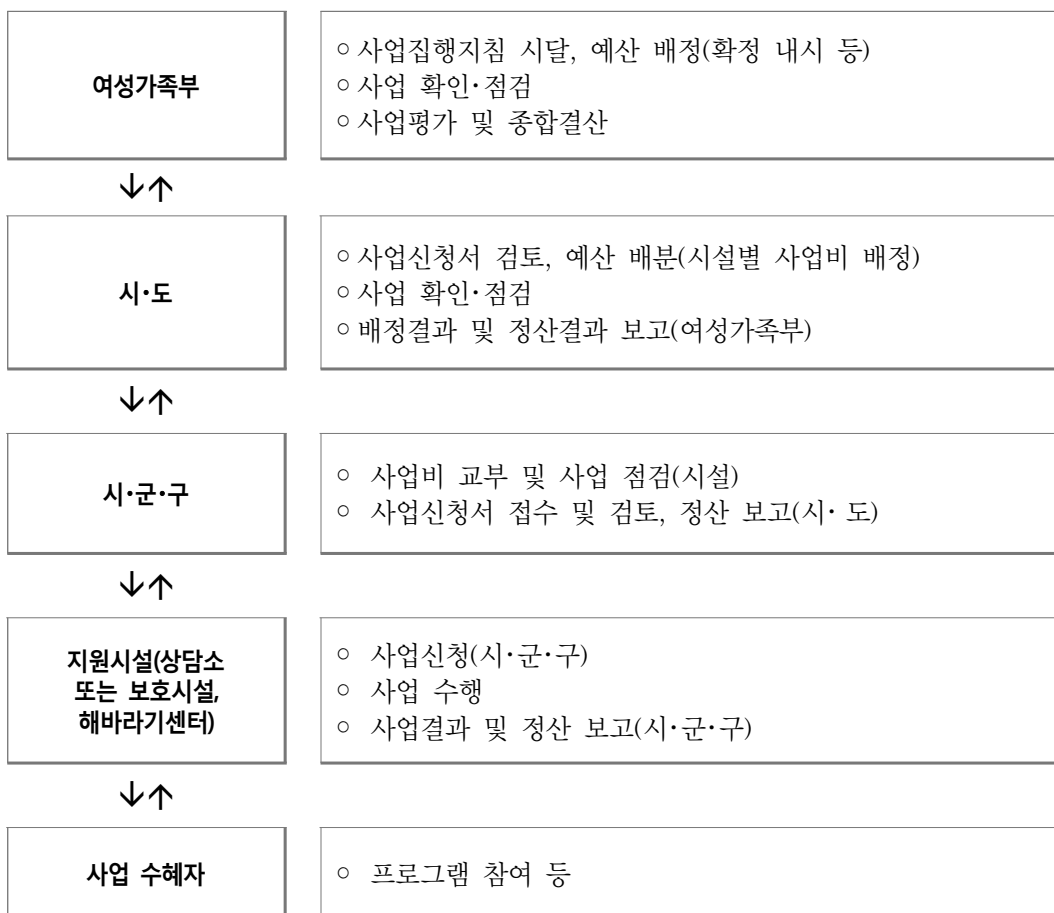 여성가족부
○ 사업집행지침 시달, 예산 배정(확정 내시 등)
○ 사업 확인·점검
○ 사업평가 및 종합결산
↓↑
시·도
○ 사업신청서 검토, 예산 배분(시설별 사업비 배정)
○ 사업 확인·점검
○ 배정결과 및 정산결과 보고(여성가족부)
↓↑
시·군·구
○ 사업비 교부 및 사업 점검(시설)
○ 사업신청서 접수 및 검토, 정산 보고(시· 도)
↓↑
지원시설(상담소
또는 보호시설,
해바라기센터)
○ 사업신청(시·군·구)
○ 사업 수행
○ 사업결과 및 정산 보고(시·군·구)
↓↑
사업 수혜자
○ 프로그램 참여 등